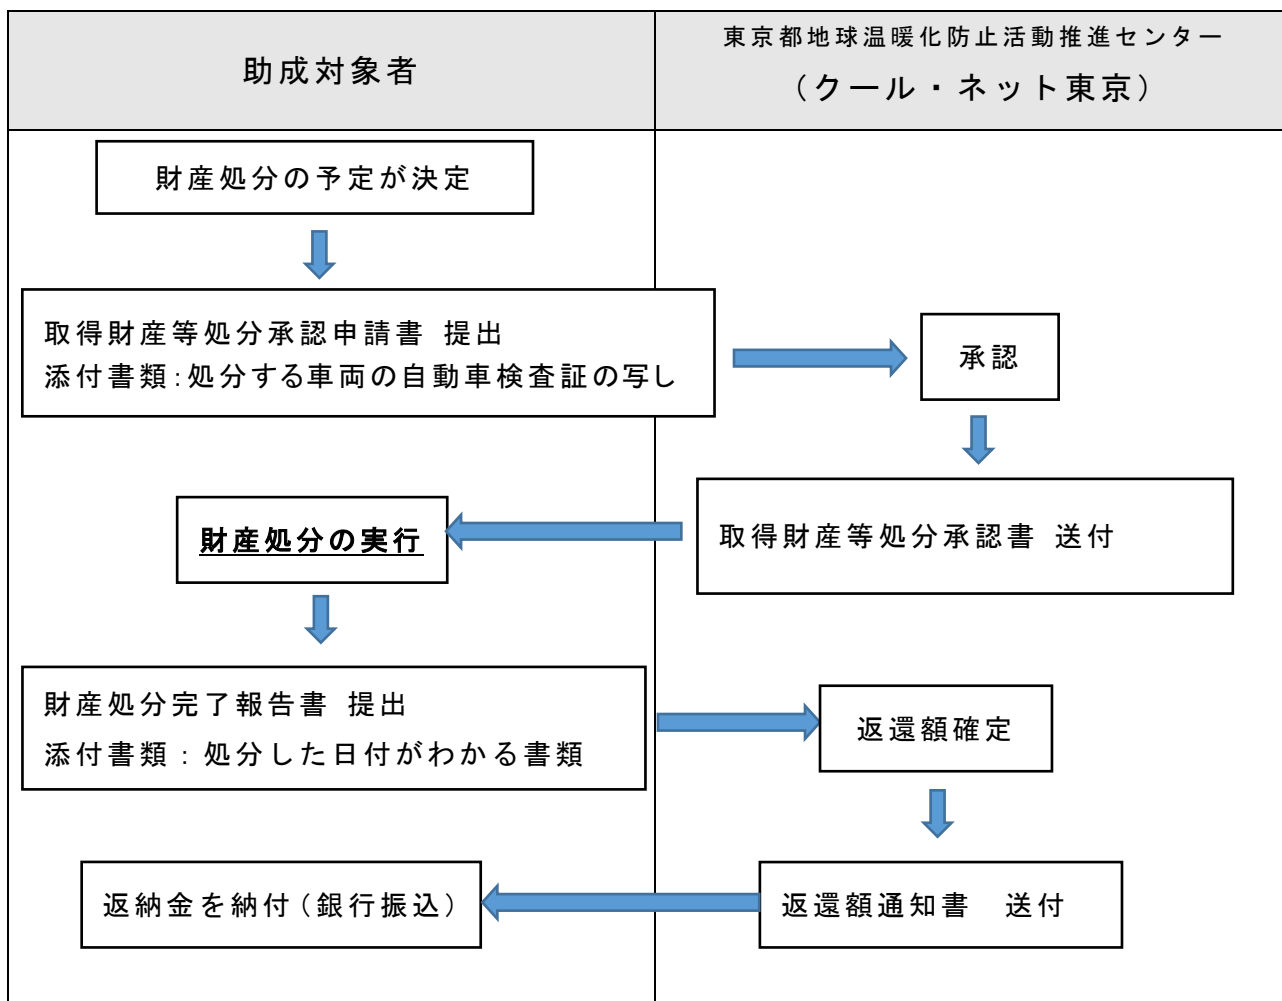 助成対象者
東京都地球温暖化防止活動推進センター
(クール・ネット東京)
財産処分の予定が決定
取得財産等処分承認申請書 提出
添付書類:処分する車両の自動車検査証の写し
承認
取得財産等処分承認書 送付
財産処分の実行
財産処分完了報告書 提出
添付書類:処分した日付がわかる書類
返還額確定
返還額通知書 送付
返納金を納付(銀行振込)